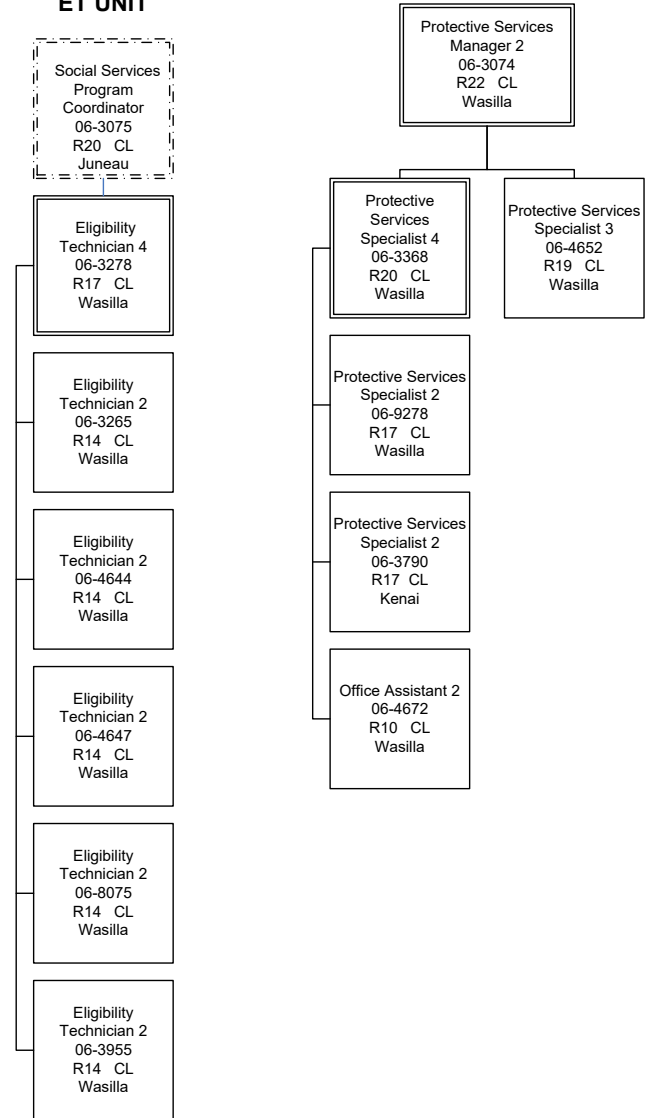 ET UNIT
Social Services
Program
Coordinator
06-3075
R20 CL
Juneau
Eligibility
Technician 4
06-3278
R17 CL
Wasilla
Eligibility
Technician 2
06-3265
R14 CL
Wasilla
Eligibility
Technician 2
06-4644
R14 CL
Wasilla
Eligibility
Technician 2
06-4647
R14 CL
Wasilla
Eligibility
Technician 2
06-8075
R14 CL
Wasilla
Eligibility
Technician 2
06-3955
R14 CL
Wasilla
Protective Services
Manager 2
06-3074
R22 CL
Wasilla
Protective
Services
Specialist 4
06-3368
R20 CL
Wasilla
Protective Services
Specialist 3
06-4652
R19 CL
Wasilla
Protective Services
Specialist 2
06-9278
R17 CL
Wasilla
Protective Services
Specialist 2
06-3790
R17 CL
Kenai
Office Assistant 2
06-4672
R10 CL
Wasilla